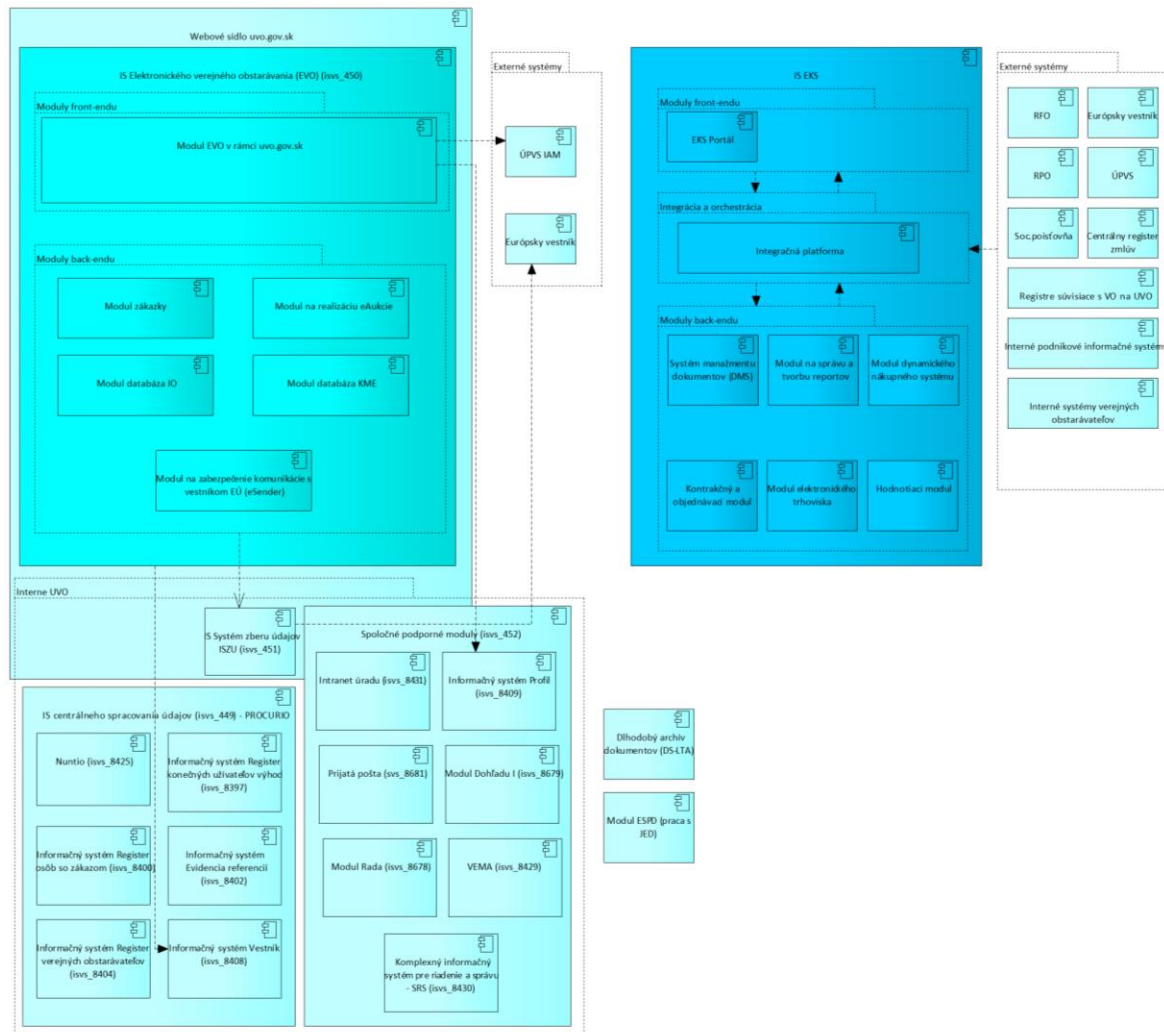 Webové sídlo uvo.gov.sk
IS Elektronického verejného obstarávania (EVO) (isvs_450)
Moduly front-endu
Modul EVO v rámci uvo.gov.sk
Moduly back-endu
Modul zákazky
Modul na realizáciu eAukcie
Modul databáza IO
Modul databáza KME
Modul na zabezpečenie komunikácie s
vestníkom EÚ (eSender)
Externé systémy
ÚPVS IAM
Európsky vestník
IS EKS
Moduly front-endu
EKS Portál
Integrácia a orchestrácia
Integračná platforma
Moduly back-endu
Systém manažmentu
dokumentov (DMS)
Modul na správu a
tvorbu reportov
Modul dynamického
nákupného systému
Kontrakčný a
objednávací modul
Modul elektronického
trhoviska
Hodnotiaci modul
Externé systémy
RFO
Európsky vestník
RPO
ÚPVS
Soc.poisťovňa
Centrálny register
zmlúv
Registre súvisiace s VO na UVO
Interné podnikové informačné systémy
Interné systémy verejných
obstarávateľov
Interne UVO
IS Systém zberu údajov
ISZU (isvs_451)
IS centrálneho spracovania údajov (isvs_449) - PROCURIO
Nuntio (isvs_8425)
Informačný systém Register
konečných užívateľov výhod
(isvs_8397)
Informačný systém Register
osôb so zákazom (isvs_8400)
Informačný systém
Evidencia referencií
(isvs_8402)
Informačný systém Register
verejných obstarávateľov
(isvs_8404)
Informačný systém Vestník
(isvs_8408)
Spoločné podporné moduly (isvs_452)
Intranet úradu (isvs_8431)
Informačný systém Profil
(isvs_8409)
Prijatá pošta (svs_8681)
Modul Dohľadu I (isvs_8679)
Modul Rada (isvs_8678)
VEMA (isvs_8429)
Komplexný informačný
systém pre riadenie a správu
- SRS (isvs_8430)
Dlhodobý archív
dokumentov (DS-LTA)
Modul ESPD (praca s
JED)